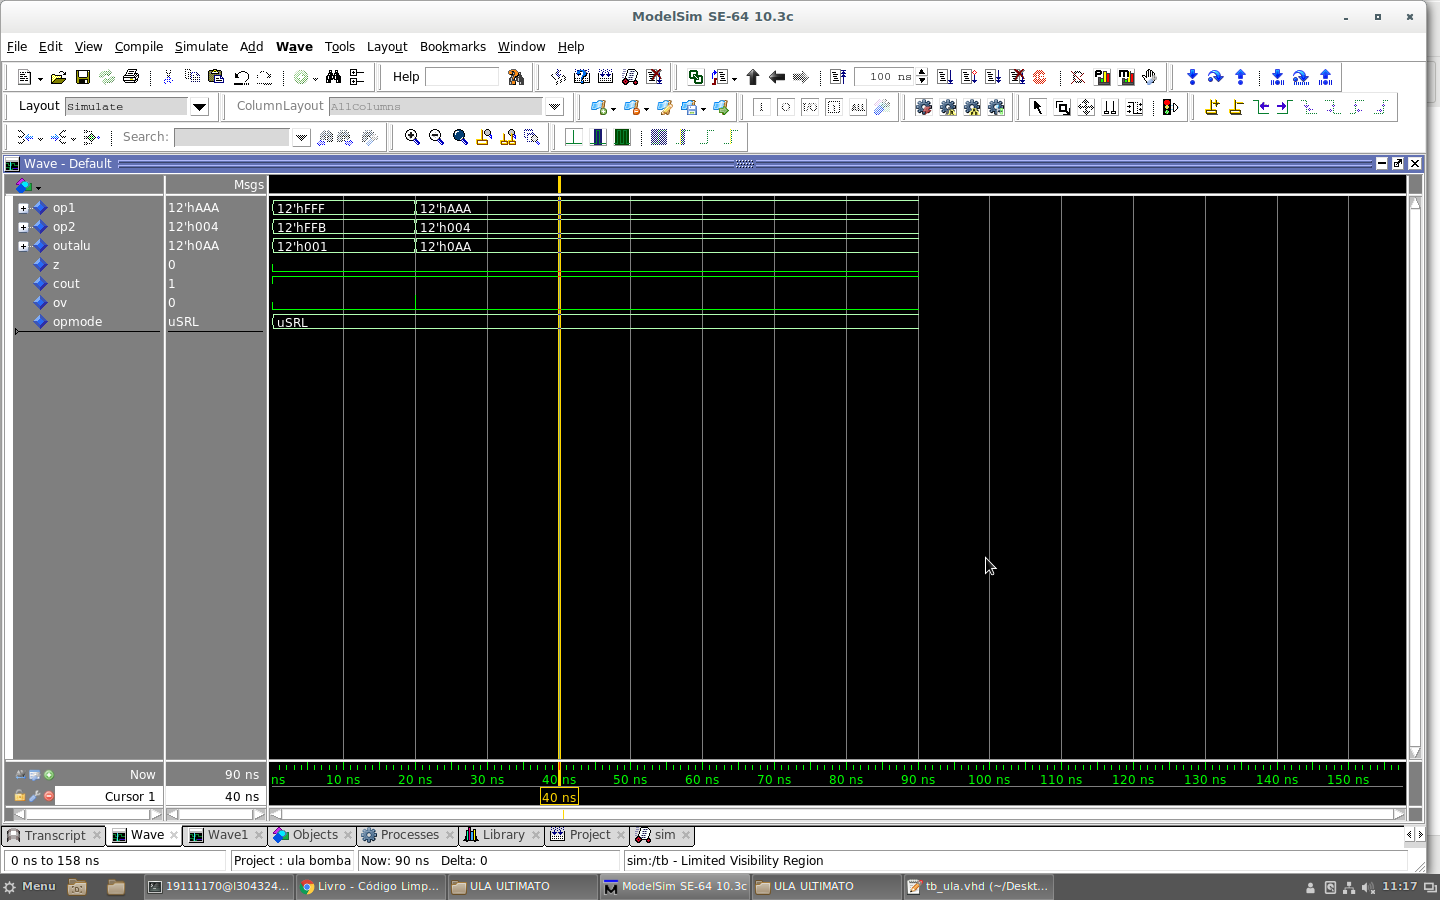 ModelSim SE-64 10.3c
File Edit View Compile Simulate Add Wave Tools Layout Bookmarks Window Help
Help 100 ns
Layout Simulate ColumnLayout AllColumns ALL
Search:
Wave - Default
Msgs
op1 12'hAAA 12'hFFF 12'hAAA
op2 12'h004 12'hFFB 12'h004
outalu 12'h0AA 12'h001 12'h0AA
z 0
cout 1
ov 0
opmode uSRL uSRL
Now 90 ns ns 10 ns 20 ns 30 ns 40 ns 50 ns 60 ns 70 ns 80 ns 90 ns 100 ns 110 ns 120 ns 130 ns 140 ns 150 ns
Cursor 1 40 ns 40 ns
Transcript Wave Wave1 Objects Processes Library Project sim
0 ns to 158 ns Project : ula bomba Now: 90 ns Delta: 0 sim:/tb - Limited Visibility Region
Menu 19111170@l304324... Livro - Código Limp... ULA ULTIMATO ModelSim SE-64 10.3c ULA ULTIMATO tb_ula.vhd (~/Deskt... 11:17